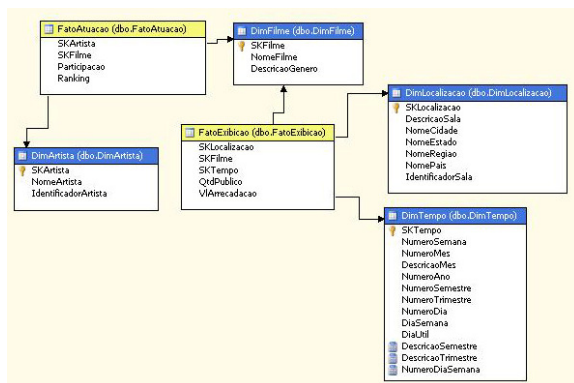 FatoAtuacao (dbo.FatoAtuacao)
SKArtista
SKFilme
Participacao
Ranking
DimFilme (dbo.DimFilme)
SKFilme
NomeFilme
DescricaoGenero
DimLocalizacao (dbo.DimLocalizacao)
SKLocalizacao
DescricaoSala
NomeCidade
NomeEstado
NomeRegiao
NomePais
IdentificadorSala
FatoExibicao (dbo.FatoExibicao)
SKLocalizacao
SKFilme
SKTempo
QtdPublico
VlArrecadacao
DimArtista (dbo.DimArtista)
SKArtista
NomeArtista
IdentificadorArtista
DimTempo (dbo.DimTempo)
SKTempo
NumeroSemana
NumeroMes
DescricaoMes
NumeroAno
NumeroSemestre
NumeroTrimestre
NumeroDia
DiaSemana
DiaUtil
DescricaoSemestre
DescricaoTrimestre
NumeroDiaSemana